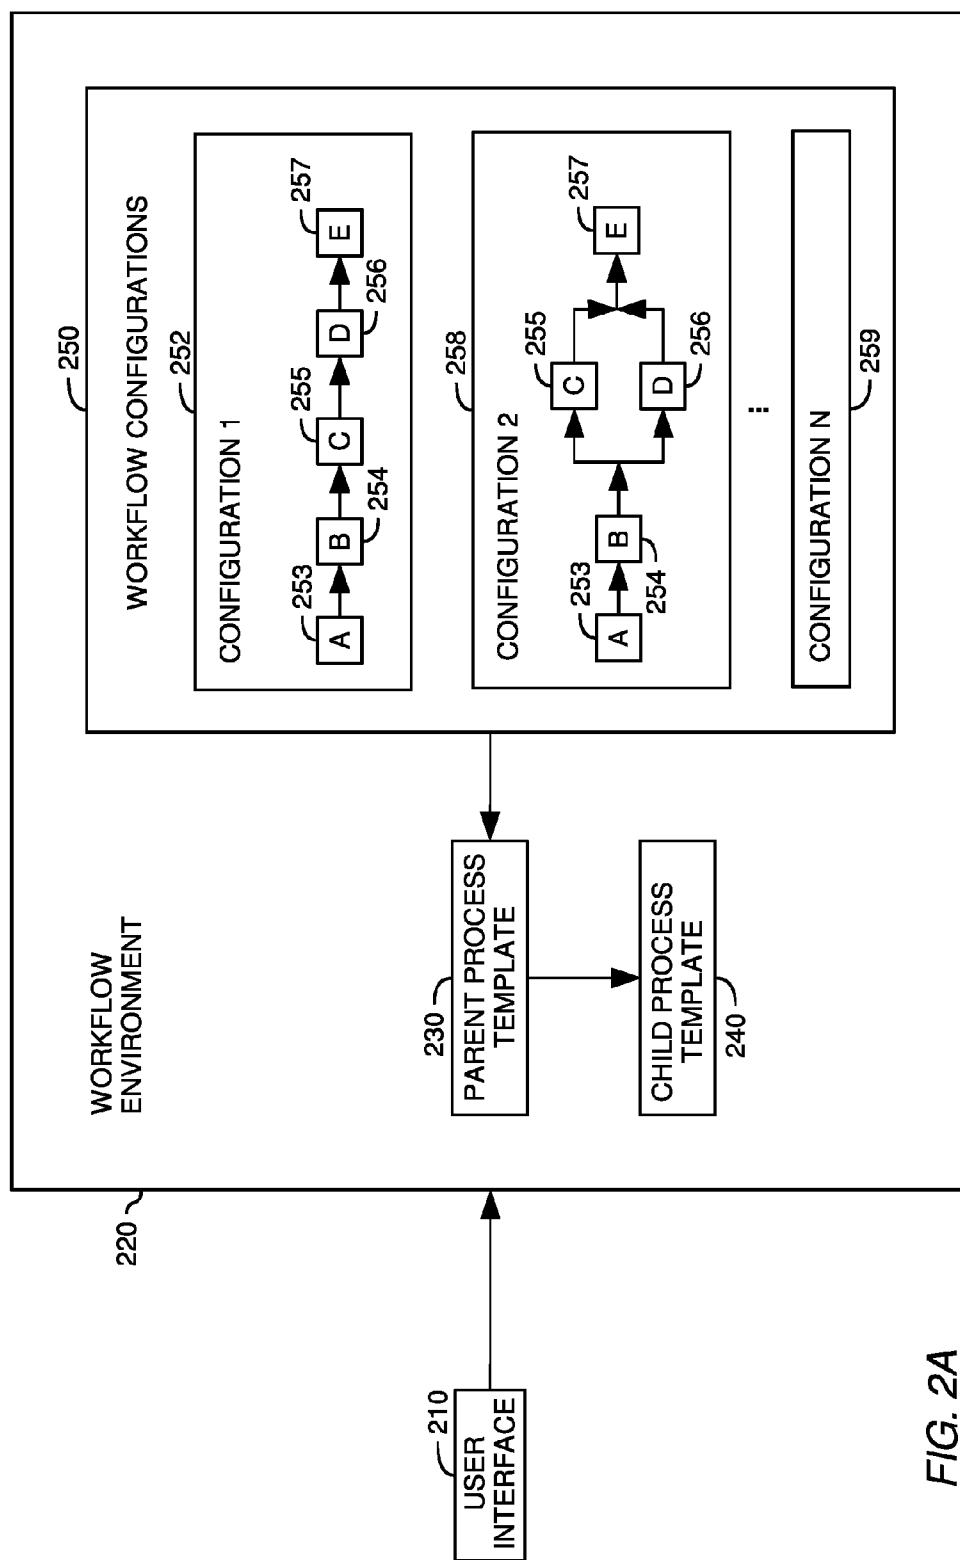 220
WORKFLOW
ENVIRONMENT
250
WORKFLOW CONFIGURATIONS
252
CONFIGURATION 1
253
A
254
B
255
C
256
D
257
E
258
CONFIGURATION 2
253
A
254
B
255
C
256
D
257
E
...
259
CONFIGURATION N
210
USER
INTERFACE
230
PARENT PROCESS
TEMPLATE
CHILD PROCESS
TEMPLATE
240
FIG. 2A